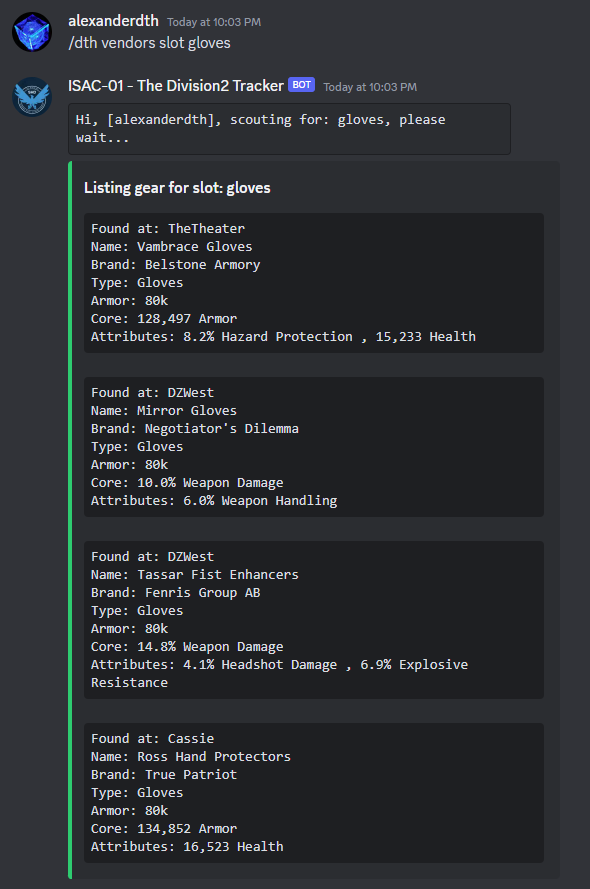 alexanderdth Today at 10:03 PM
/dth vendors slot gloves
ISAC-01 - The Division2 Tracker BOT Today at 10:03 PM
Hi, [alexanderdth], scouting for: gloves, please
wait...
Listing gear for slot: gloves
Found at: TheTheater
Name: Vambrace Gloves
Brand: Belstone Armory
Type: Gloves
Armor: 80k
Core: 128,497 Armor
Attributes: 8.2% Hazard Protection , 15,233 Health
Found at: DZWest
Name: Mirror Gloves
Brand: Negotiator's Dilemma
Type: Gloves
Armor: 80k
Core: 10.0% Weapon Damage
Attributes: 6.0% Weapon Handling
Found at: DZWest
Name: Tassar Fist Enhancers
Brand: Fenris Group AB
Type: Gloves
Armor: 80k
Core: 14.8% Weapon Damage
Attributes: 4.1% Headshot Damage , 6.9% Explosive
Resistance
Found at: Cassie
Name: Ross Hand Protectors
Brand: True Patriot
Type: Gloves
Armor: 80k
Core: 134,852 Armor
Attributes: 16,523 Health